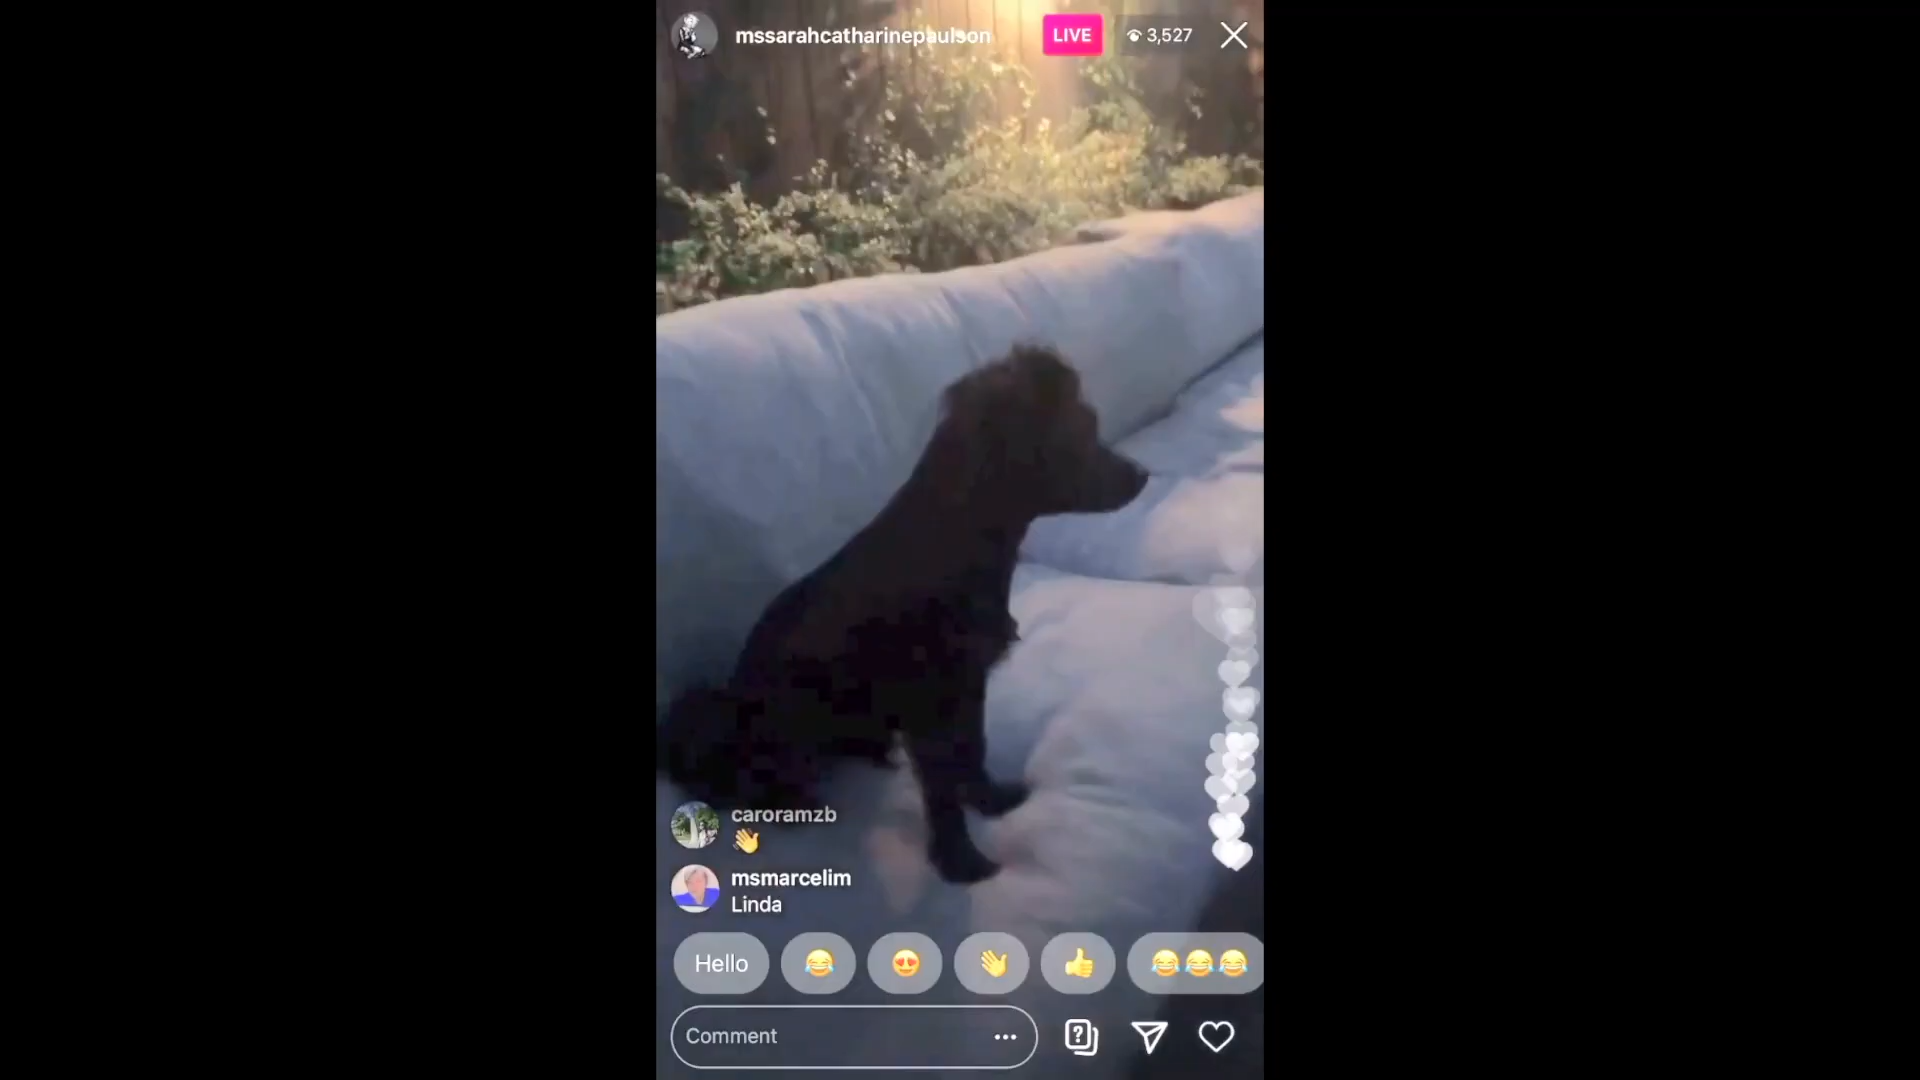 mssarahcatharinepaulson LIVE 3,527
caroramzb
👋
msmarcelim
Linda
Hello 😂 😍 👋 👍 😂😂😂
Comment